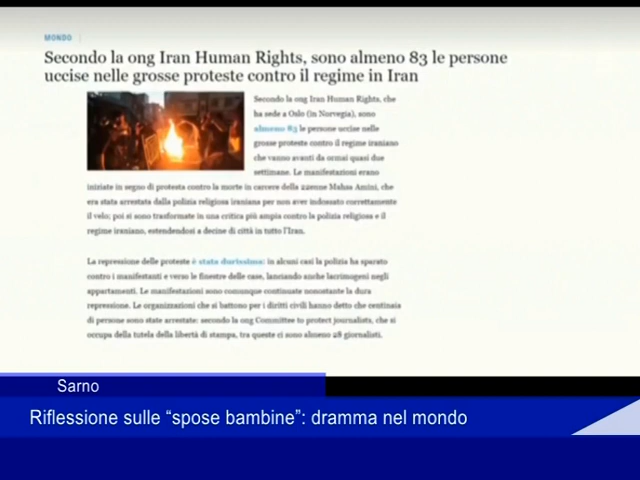 MONDO
Secondo la ong Iran Human Rights, sono almeno 83 le persone
uccise nelle grosse proteste contro il regime in Iran
Secondo la ong Iran Human Rights, che
ha sede a Oslo (in Norvegia), sono
almeno 83 le persone uccise nelle
grosse proteste contro il regime iraniano
che vanno avanti da ormai quasi due
settimane. Le manifestazioni erano
iniziate in segno di protesta contro la morte in carcere della 22enne Mahsa Amini, che
era stata arrestata dalla polizia religiosa iraniana per non aver indossato correttamente
il velo; poi si sono trasformate in una critica più ampia contro la polizia religiosa e il
regime iraniano, estendendosi a decine di città in tutto l'Iran.
La repressione delle proteste è stata durissima: in alcuni casi la polizia ha sparato
contro i manifestanti e verso le finestre delle case, lanciando anche lacrimogeni negli
appartamenti. Le manifestazioni sono comunque continuate nonostante la dura
repressione. Le organizzazioni che si battono per i diritti civili hanno detto che centinaia
di persone sono state arrestate: secondo la ong Committee to protect journalists, che si
occupa della tutela della libertà di stampa, tra queste ci sono almeno 28 giornalisti.
Sarno
Riflessione sulle “spose bambine”: dramma nel mondo